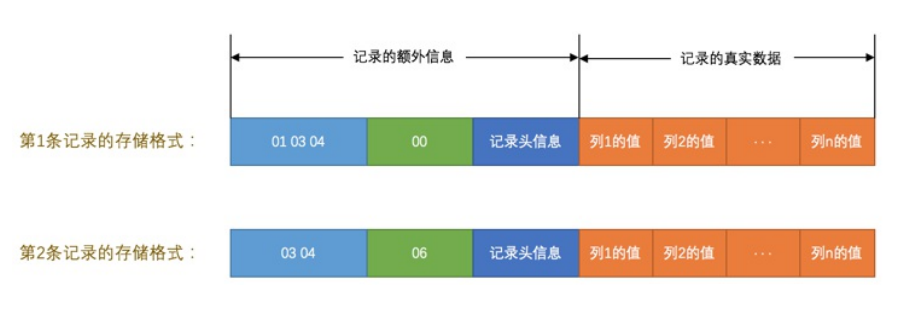 记录的额外信息 记录的真实数据
第1条记录的存储格式： 01 03 04 00 记录头信息 列1的值 列2的值 ... 列n的值
第2条记录的存储格式： 03 04 06 记录头信息 列1的值 列2的值 ... 列n的值